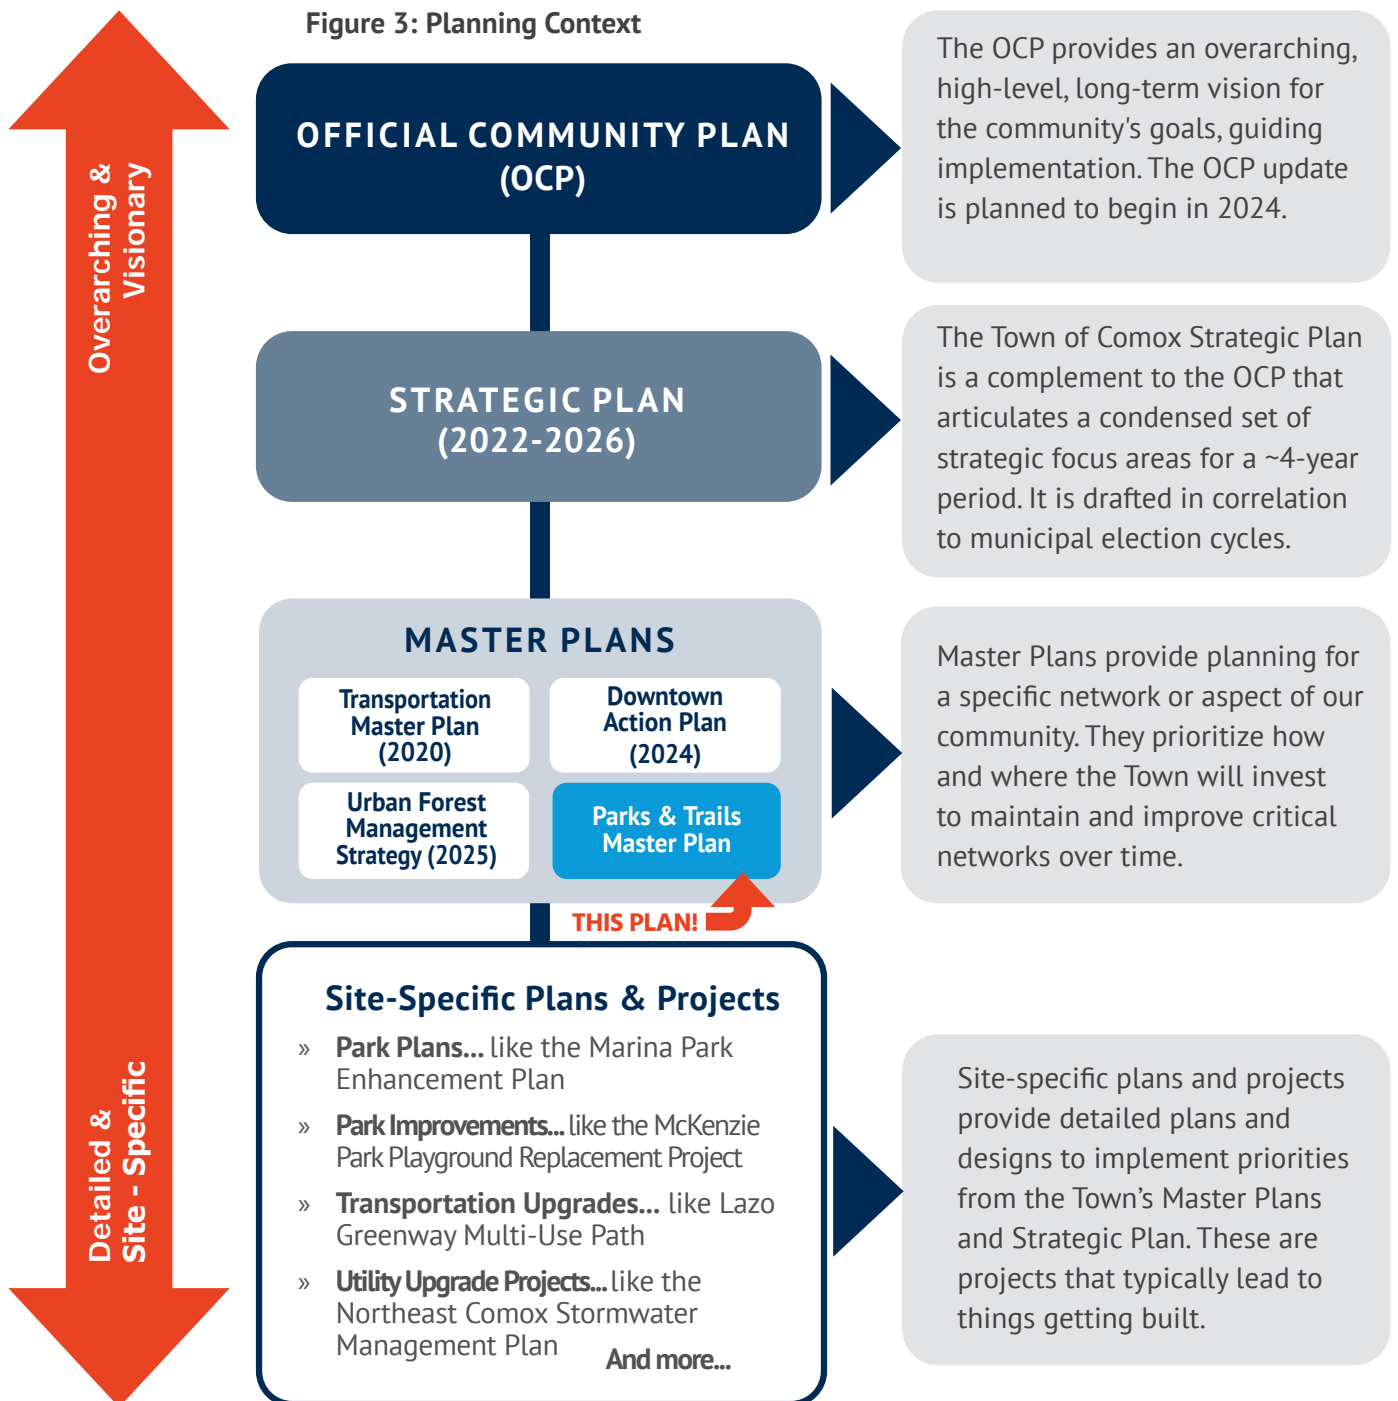 Figure 3: Planning Context
Overarching &
Visionary
OFFICIAL COMMUNITY PLAN
(OCP)
The OCP provides an overarching,
high-level, long-term vision for
the community's goals, guiding
implementation. The OCP update
is planned to begin in 2024.
STRATEGIC PLAN
(2022-2026)
The Town of Comox Strategic Plan
is a complement to the OCP that
articulates a condensed set of
strategic focus areas for a ~4-year
period. It is drafted in correlation
to municipal election cycles.
MASTER PLANS
Transportation
Master Plan
(2020)
Downtown
Action Plan
(2024)
Urban Forest
Management
Strategy (2025)
Parks & Trails
Master Plan
THIS PLAN!
Master Plans provide planning for
a specific network or aspect of our
community. They prioritize how
and where the Town will invest
to maintain and improve critical
networks over time.
Detailed &
Site - Specific
Site-Specific Plans & Projects
» Park Plans... like the Marina Park
Enhancement Plan
» Park Improvements... like the McKenzie
Park Playground Replacement Project
» Transportation Upgrades... like Lazo
Greenway Multi-Use Path
» Utility Upgrade Projects... like the
Northeast Comox Stormwater
Management Plan
And more...
Site-specific plans and projects
provide detailed plans and
designs to implement priorities
from the Town’s Master Plans
and Strategic Plan. These are
projects that typically lead to
things getting built.